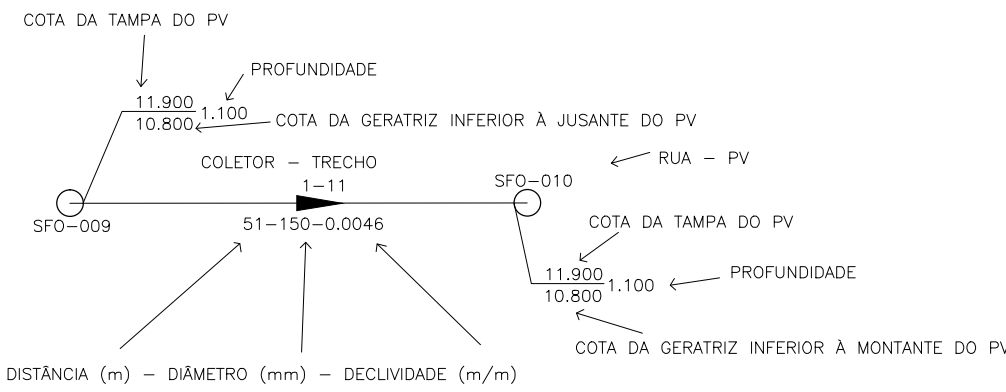 COTA DA TAMPA DO PV
PROFUNDIDADE
11.900
1.100
10.800
COTA DA GERATRIZ INFERIOR À JUSANTE DO PV
COLETOR - TRECHO
RUA - PV
1-11
SFO-010
SFO-009
51-150-0.0046
COTA DA TAMPA DO PV
11.900
1.100
PROFUNDIDADE
10.800
COTA DA GERATRIZ INFERIOR À MONTANTE DO PV
DISTÂNCIA (m) - DIÂMETRO (mm) - DECLIVIDADE (m/m)